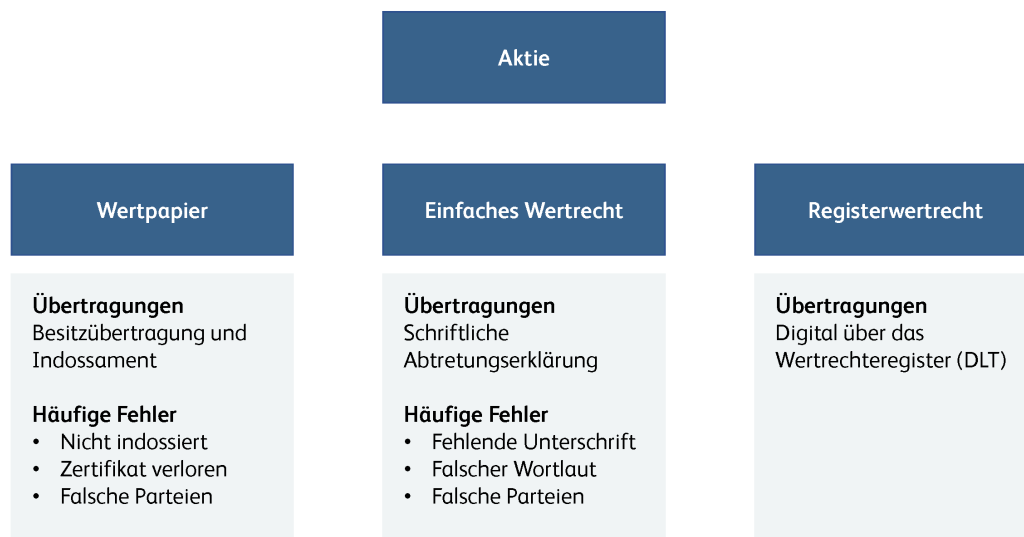 Aktie
Wertpapier
Einfaches Wertrecht
Registerwertrecht
Übertragungen
Besitzübertragung und
Indossament
Häufige Fehler
• Nicht indossiert
• Zertifikat verloren
• Falsche Parteien
Übertragungen
Schriftliche
Abtretungserklärung
Häufige Fehler
• Fehlende Unterschrift
• Falscher Wortlaut
• Falsche Parteien
Übertragungen
Digital über das
Wertrechteregister (DLT)